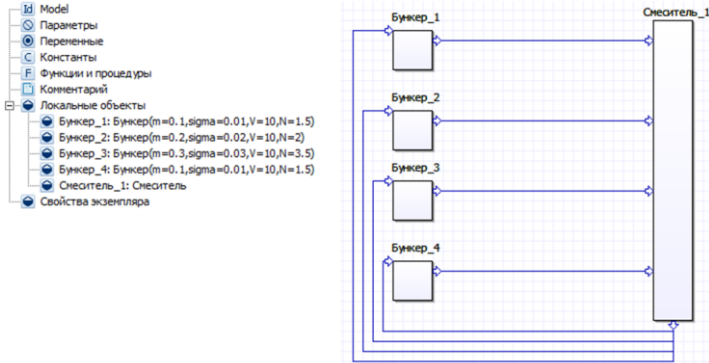 Id Model
Параметры
Переменные
C Константы
F Функции и процедуры
Комментарий
Локальные объекты
Бункер_1: Бункер(m=0.1,sigma=0.01,V=10,N=1.5)
Бункер_2: Бункер(m=0.2,sigma=0.02,V=10,N=2)
Бункер_3: Бункер(m=0.3,sigma=0.03,V=10,N=3.5)
Бункер_4: Бункер(m=0.1,sigma=0.01,V=10,N=1.5)
Смеситель_1: Смеситель
Свойства экземпляра
Бункер_1
Смеситель_1
Бункер_2
Бункер_3
Бункер_4